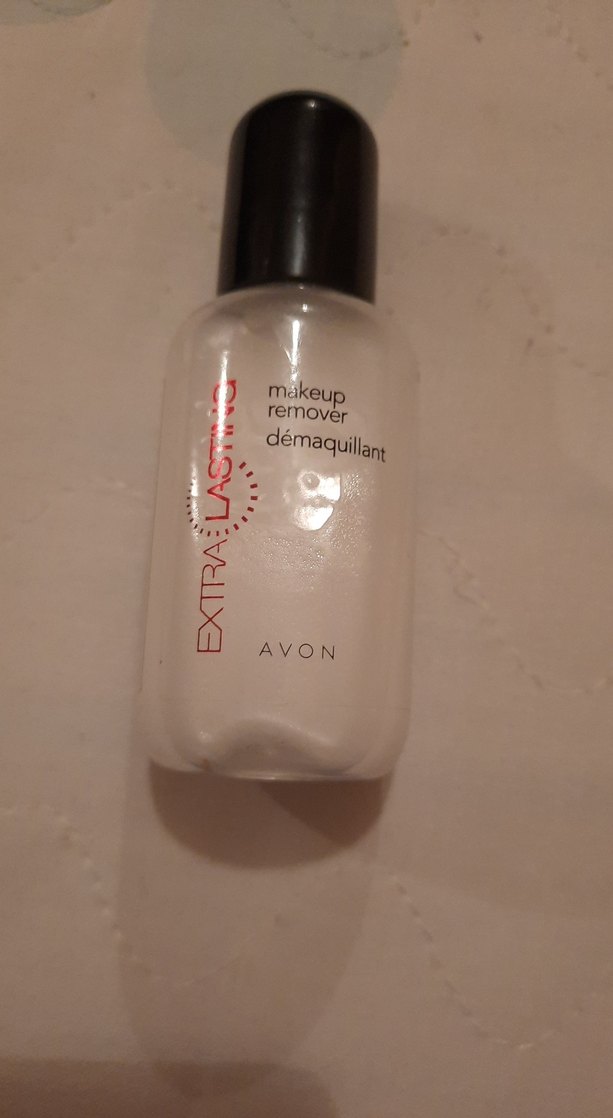 EXTRA LASTING
makeup
remover
démaquillant
AVON